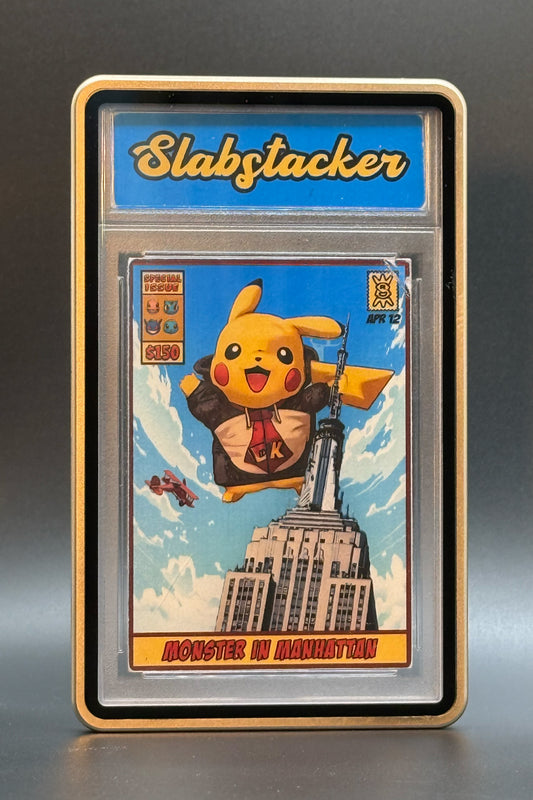 Slabstacker
SPECIAL
ISSUE
$150
APR 12
DK
MONSTER IN MANHATTAN